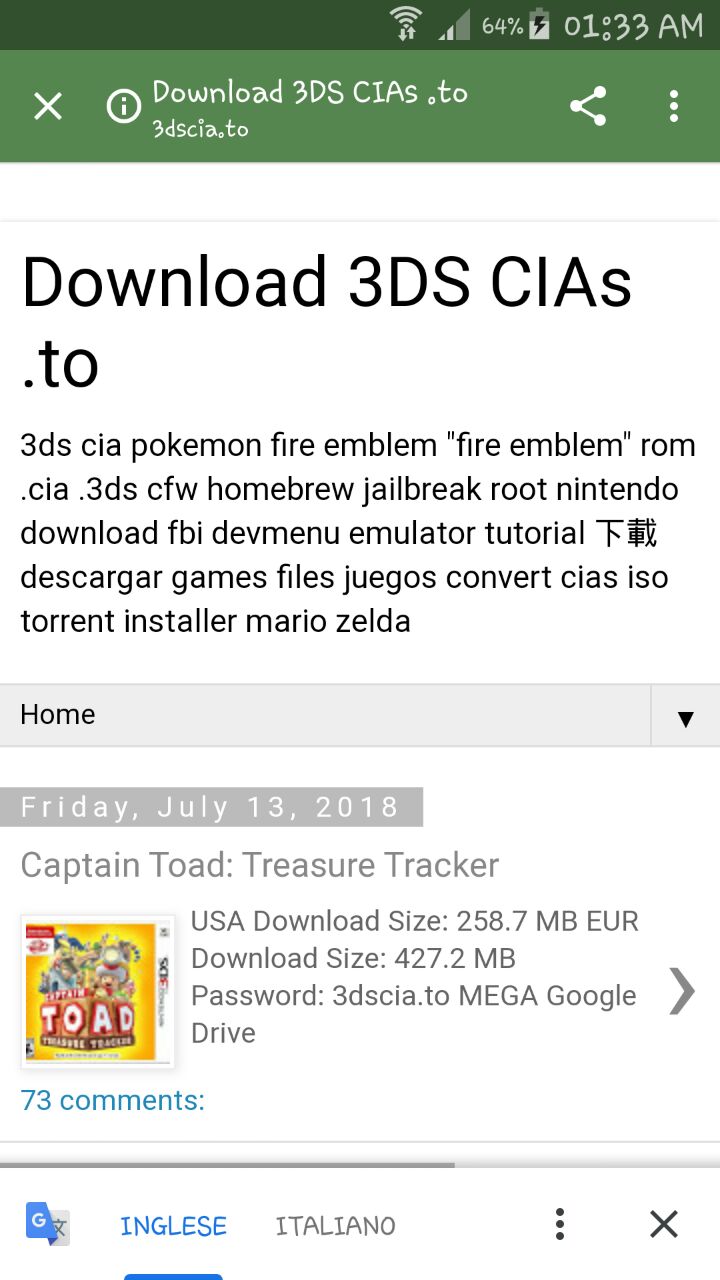 64% 01:33 AM
Download 3DS CIAs .to
3dscia.to
Download 3DS CIAs
.to
3ds cia pokemon fire emblem "fire emblem" rom
.cia .3ds cfw homebrew jailbreak root nintendo
download fbi devmenu emulator tutorial 下載
descargar games files juegos convert cias iso
torrent installer mario zelda
Home
Friday, July 13, 2018
Captain Toad: Treasure Tracker
USA Download Size: 258.7 MB EUR
Download Size: 427.2 MB
Password: 3dscia.to MEGA Google
Drive
CAPTAIN
TOAD
TREASURE TRACKER
73 comments:
G 文 INGLESE ITALIANO